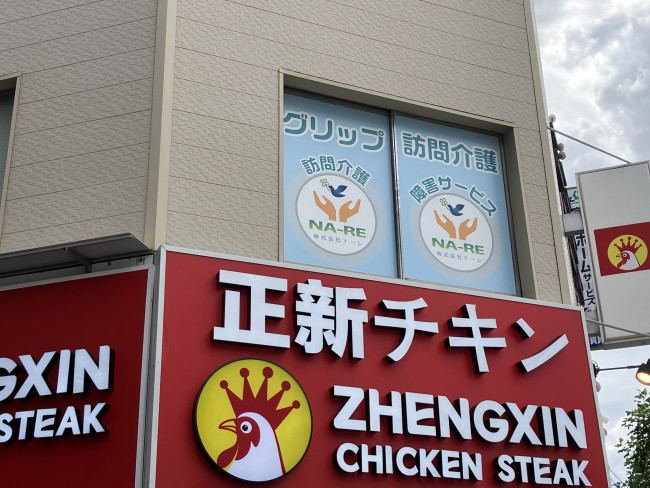 グリップ 訪問介護
訪問介護
NA-RE
株式会社ナーレ
障害サービス
NA-RE
株式会社ナーレ
ホームサービス
正新チキン
ZHENGXIN
CHICKEN STEAK
GXIN
STEAK